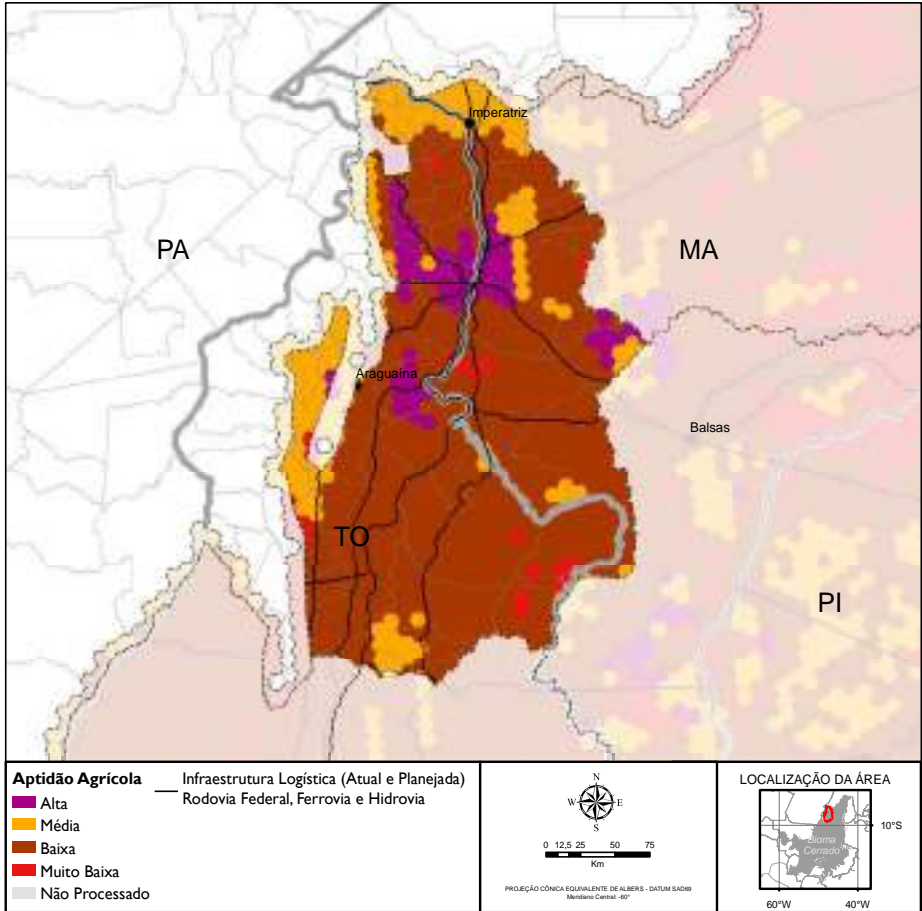 Imperatriz
PA
MA
Araguaína
Balsas
TO
PI
Aptidão Agrícola
Alta
Média
Baixa
Muito Baixa
Não Processado
Infraestrutura Logística (Atual e Planejada)
Rodovia Federal, Ferrovia e Hidrovia
N
W E
S
0 12,5 25 50 75
Km
PROJEÇÃO CÔNICA EQUIVALENTE DE ALBERS - DATUM SAD69
Meridiano Central: -60°
LOCALIZAÇÃO DA ÁREA
10°S
Bioma
Cerrado
60°W 40°W